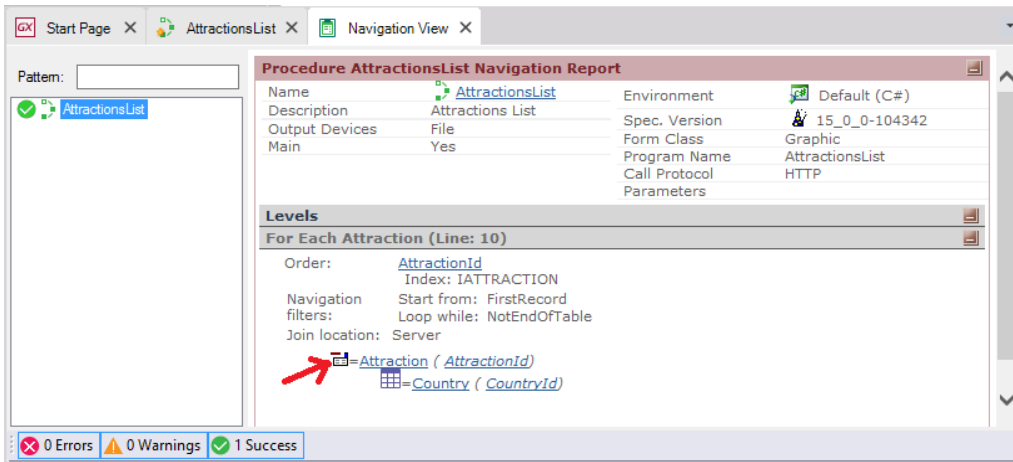 GX Start Page X AttractionsList X Navigation View X
Pattern:
AttractionsList
Procedure AttractionsList Navigation Report
Name AttractionsList
Description Attractions List
Output Devices File
Main Yes
Environment Default (C#)
Spec. Version 15_0_0-104342
Form Class Graphic
Program Name AttractionsList
Call Protocol HTTP
Parameters
Levels
For Each Attraction (Line: 10)
Order: AttractionId
Index: IATTRACTION
Navigation Start from: FirstRecord
filters: Loop while: NotEndOfTable
Join location: Server
=Attraction ( AttractionId)
=Country ( CountryId)
0 Errors 0 Warnings 1 Success